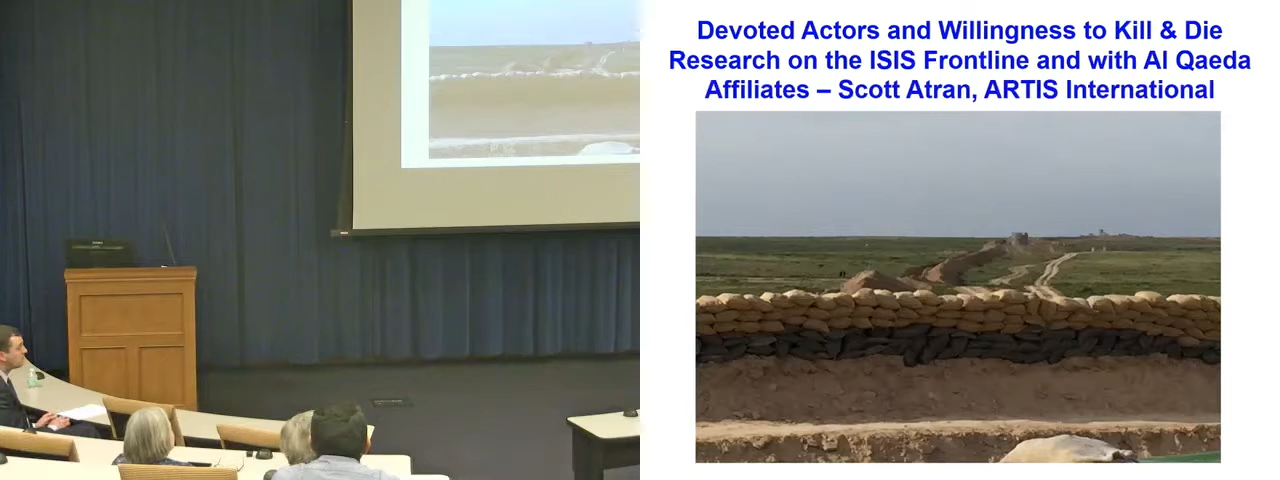 Devoted Actors and Willingness to Kill & Die
Research on the ISIS Frontline and with Al Qaeda
Affiliates – Scott Atran, ARTIS International